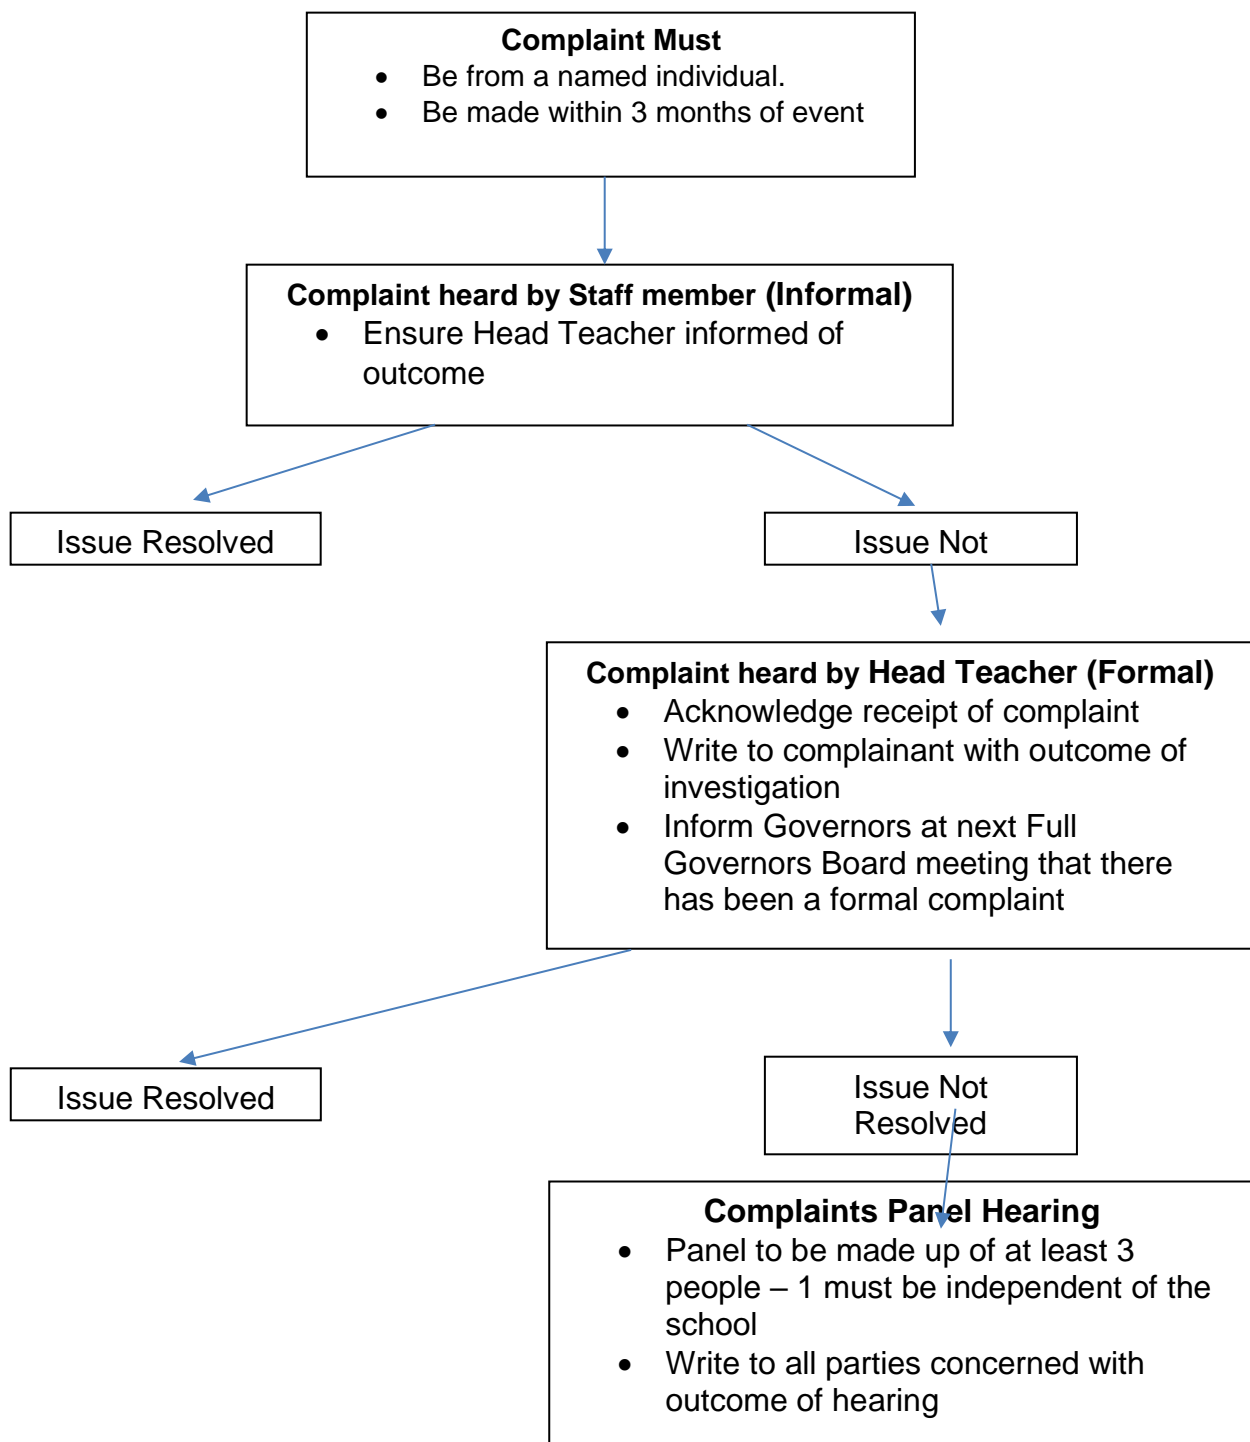 Complaint Must
• Be from a named individual.
• Be made within 3 months of event
Complaint heard by Staff member (Informal)
• Ensure Head Teacher informed of
outcome
Issue Resolved
Issue Not
Complaint heard by Head Teacher (Formal)
• Acknowledge receipt of complaint
• Write to complainant with outcome of
investigation
• Inform Governors at next Full
Governors Board meeting that there
has been a formal complaint
Issue Resolved
Issue Not
Resolved
Complaints Panel Hearing
• Panel to be made up of at least 3
people – 1 must be independent of the
school
• Write to all parties concerned with
outcome of hearing